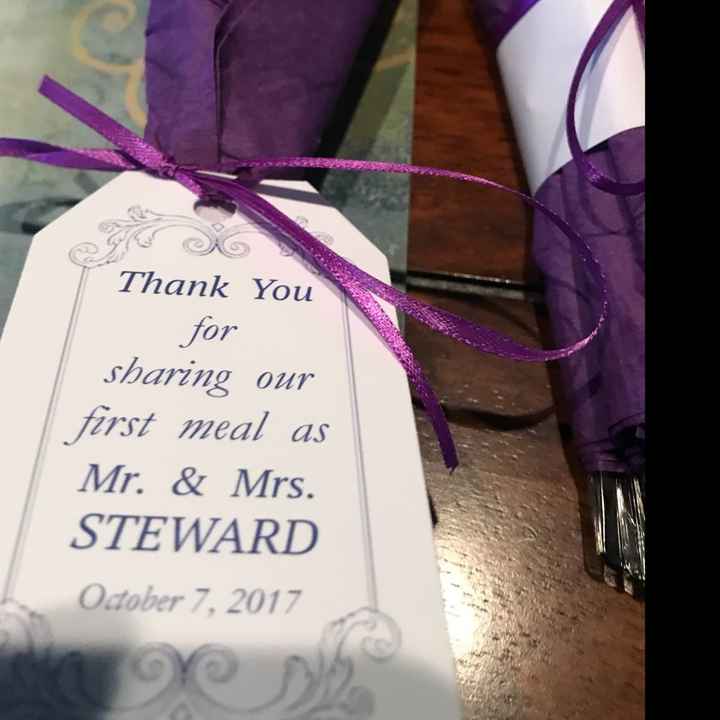 Thank You
for
sharing our
first meal as
Mr. & Mrs.
STEWARD
October 7, 2017